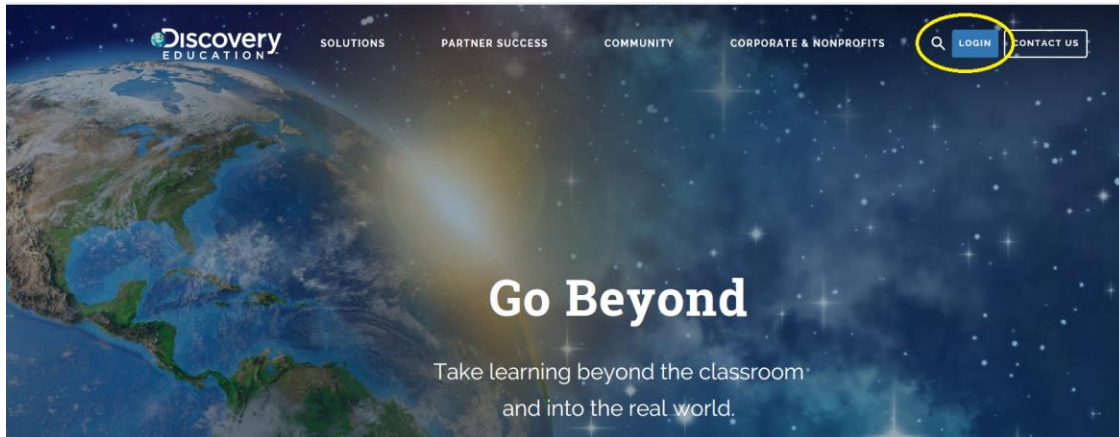 Discovery
EDUCATION
SOLUTIONS
PARTNER SUCCESS
COMMUNITY
CORPORATE & NONPROFITS
LOGIN
CONTACT US
Go Beyond
Take learning beyond the classroom
and into the real world.